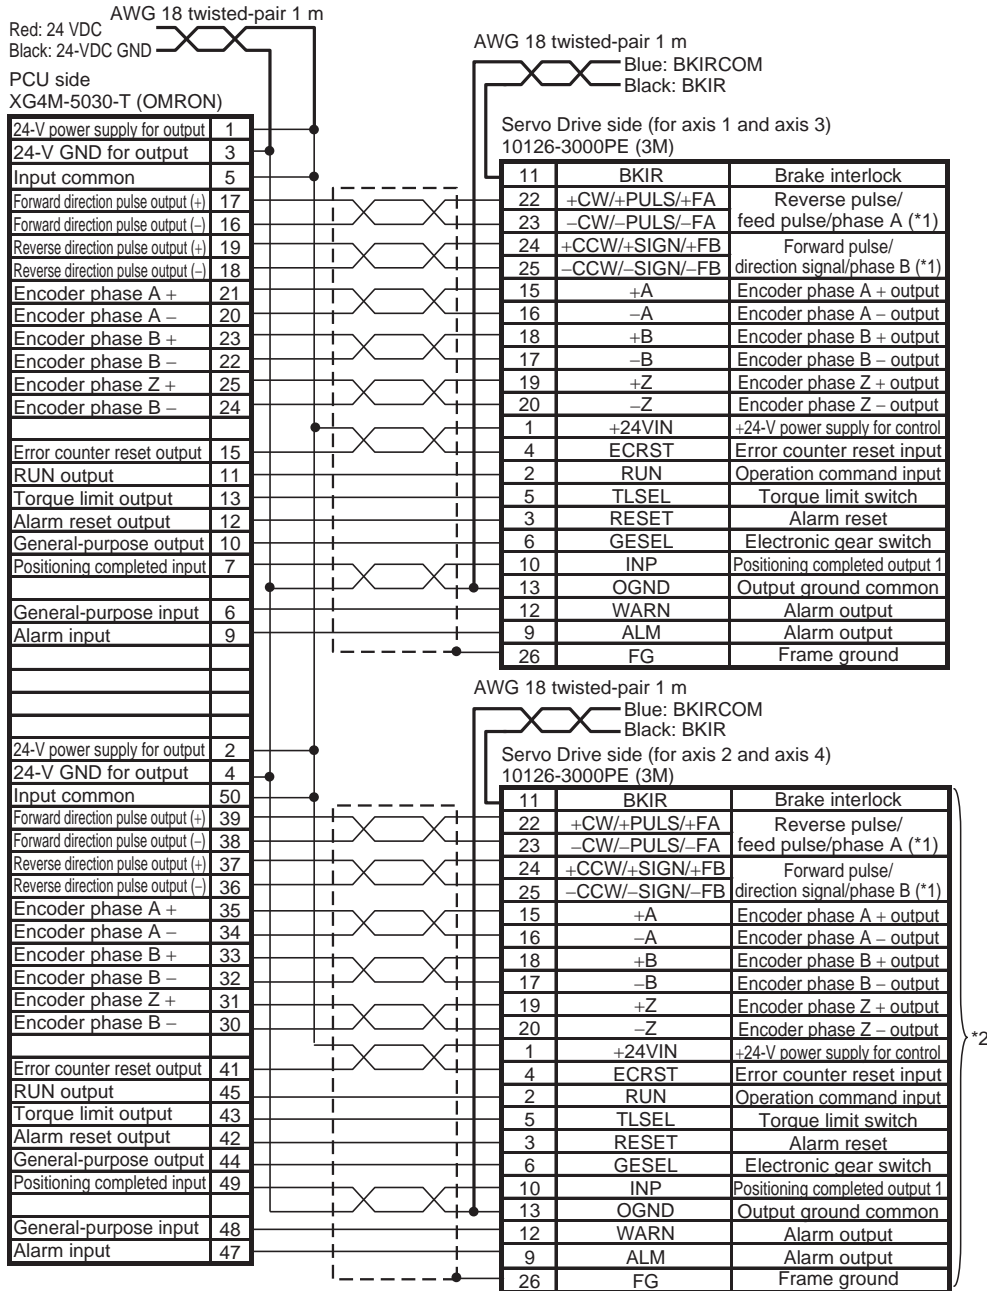 AWG 18 twisted-pair 1 m
Red: 24 VDC
Black: 24-VDC GND
PCU side
XG4M-5030-T (OMRON)
24-V power supply for output 1
24-V GND for output 3
Input common 5
Forward direction pulse output (+) 17
Forward direction pulse output (−) 16
Reverse direction pulse output (+) 19
Reverse direction pulse output (−) 18
Encoder phase A + 21
Encoder phase A − 20
Encoder phase B + 23
Encoder phase B − 22
Encoder phase Z + 25
Encoder phase B − 24
Error counter reset output 15
RUN output 11
Torque limit output 13
Alarm reset output 12
General-purpose output 10
Positioning completed input 7
General-purpose input 6
Alarm input 9
24-V power supply for output 2
24-V GND for output 4
Input common 50
Forward direction pulse output (+) 39
Forward direction pulse output (−) 38
Reverse direction pulse output (+) 37
Reverse direction pulse output (−) 36
Encoder phase A + 35
Encoder phase A − 34
Encoder phase B + 33
Encoder phase B − 32
Encoder phase Z + 31
Encoder phase B − 30
Error counter reset output 41
RUN output 45
Torque limit output 43
Alarm reset output 42
General-purpose output 44
Positioning completed input 49
General-purpose input 48
Alarm input 47
AWG 18 twisted-pair 1 m
Blue: BKIRCOM
Black: BKIR
Servo Drive side (for axis 1 and axis 3)
10126-3000PE (3M)
11 BKIR Brake interlock
22 +CW/+PULS/+FA Reverse pulse/
23 −CW/−PULS/−FA feed pulse/phase A (*1)
24 +CCW/+SIGN/+FB Forward pulse/
25 −CCW/−SIGN/−FB direction signal/phase B (*1)
15 +A Encoder phase A + output
16 −A Encoder phase A − output
18 +B Encoder phase B + output
17 −B Encoder phase B − output
19 +Z Encoder phase Z + output
20 −Z Encoder phase Z − output
1 +24VIN +24-V power supply for control
4 ECRST Error counter reset input
2 RUN Operation command input
5 TLSEL Torque limit switch
3 RESET Alarm reset
6 GESEL Electronic gear switch
10 INP Positioning completed output 1
13 OGND Output ground common
12 WARN Alarm output
9 ALM Alarm output
26 FG Frame ground
AWG 18 twisted-pair 1 m
Blue: BKIRCOM
Black: BKIR
Servo Drive side (for axis 2 and axis 4)
10126-3000PE (3M)
11 BKIR Brake interlock
22 +CW/+PULS/+FA Reverse pulse/
23 −CW/−PULS/−FA feed pulse/phase A (*1)
24 +CCW/+SIGN/+FB Forward pulse/
25 −CCW/−SIGN/−FB direction signal/phase B (*1)
15 +A Encoder phase A + output
16 −A Encoder phase A − output
18 +B Encoder phase B + output
17 −B Encoder phase B − output
19 +Z Encoder phase Z + output
20 −Z Encoder phase Z − output
1 +24VIN +24-V power supply for control
4 ECRST Error counter reset input
2 RUN Operation command input
5 TLSEL Torque limit switch
3 RESET Alarm reset
6 GESEL Electronic gear switch
10 INP Positioning completed output 1
13 OGND Output ground common
12 WARN Alarm output
9 ALM Alarm output
26 FG Frame ground
*2